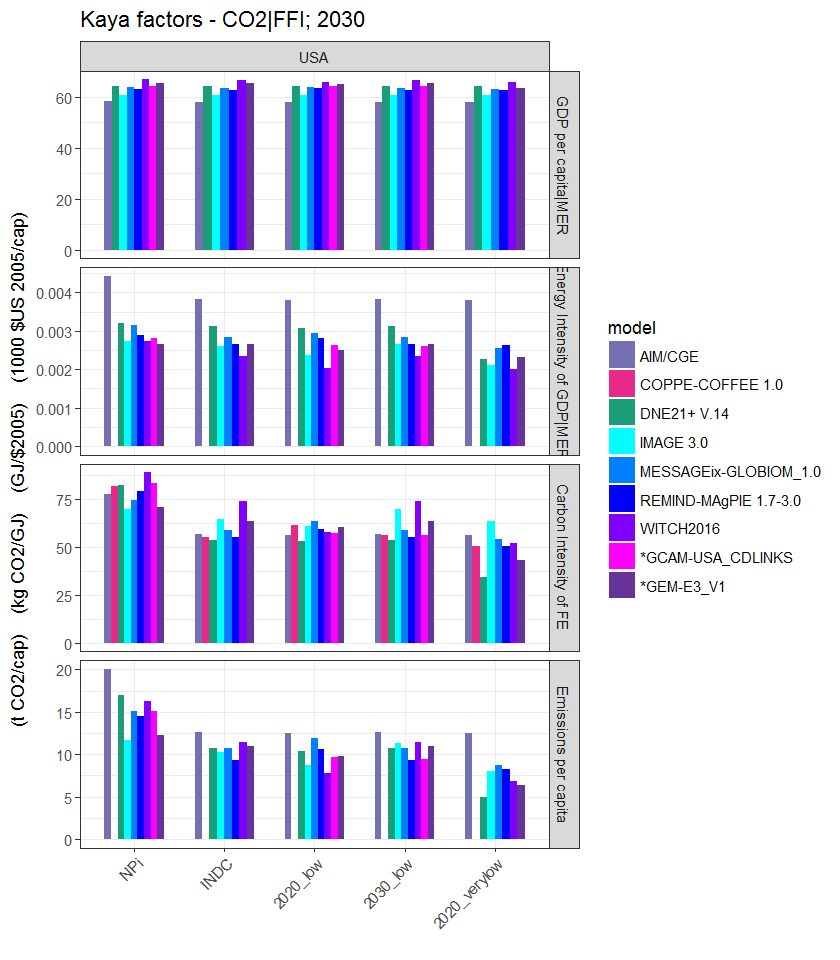 Kaya factors - CO2|FFI; 2030
USA
GDP per capita|MER
60
40
20
0
Energy Intensity of GDP|MER
0.004
0.003
0.002
0.001
0.000
Carbon Intensity of FE
75
50
25
0
Emissions per capita
20
15
10
5
0
(t CO2/cap) (kg CO2/GJ) (GJ/$2005) (1000 $US 2005/cap)
NPi
INDC
2020_low
2030_low
2020_verylow
model
AIM/CGE
COPPE-COFFEE 1.0
DNE21+ V.14
IMAGE 3.0
MESSAGEix-GLOBIOM_1.0
REMIND-MAgPIE 1.7-3.0
WITCH2016
*GCAM-USA_CDLINKS
*GEM-E3_V1